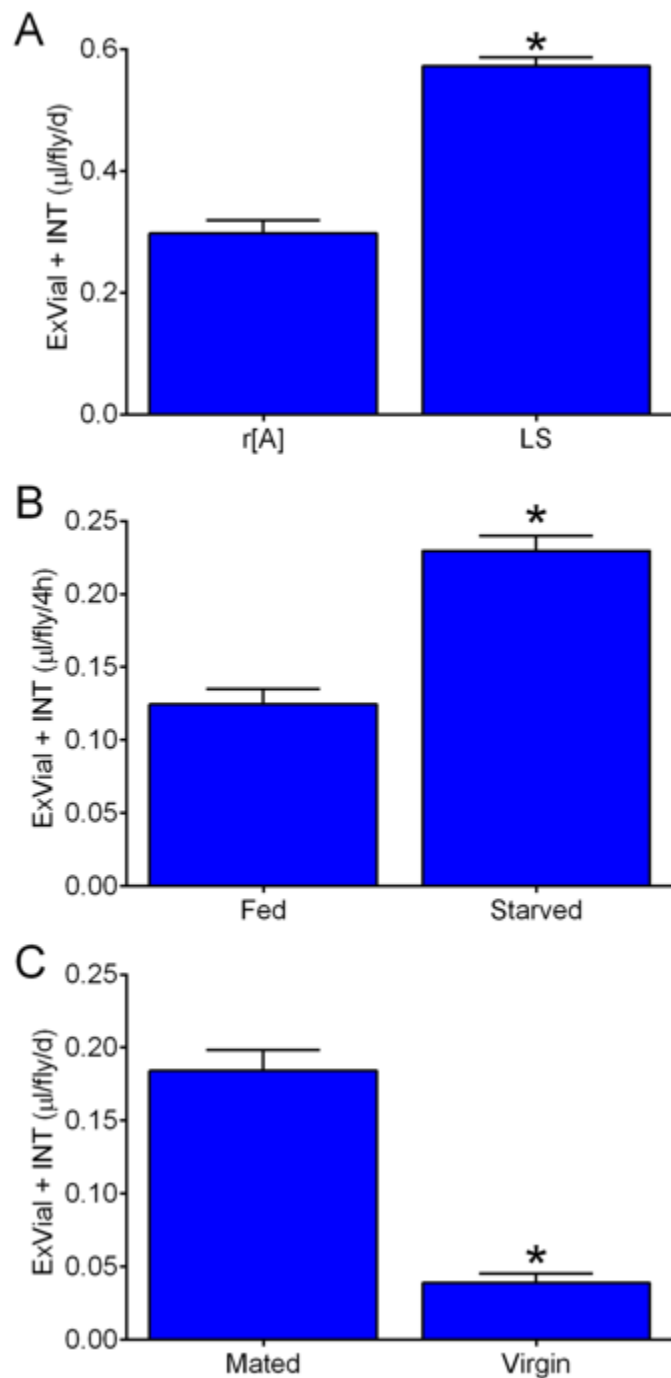 A
ExVial + INT (µl/fly/d)
0.6
0.4
0.2
0.0
*
r[A]
LS
B
ExVial + INT (µl/fly/4h)
0.25
0.20
0.15
0.10
0.05
0.00
*
Fed
Starved
C
ExVial + INT (µl/fly/d)
0.25
0.20
0.15
0.10
0.05
0.00
*
Mated
Virgin